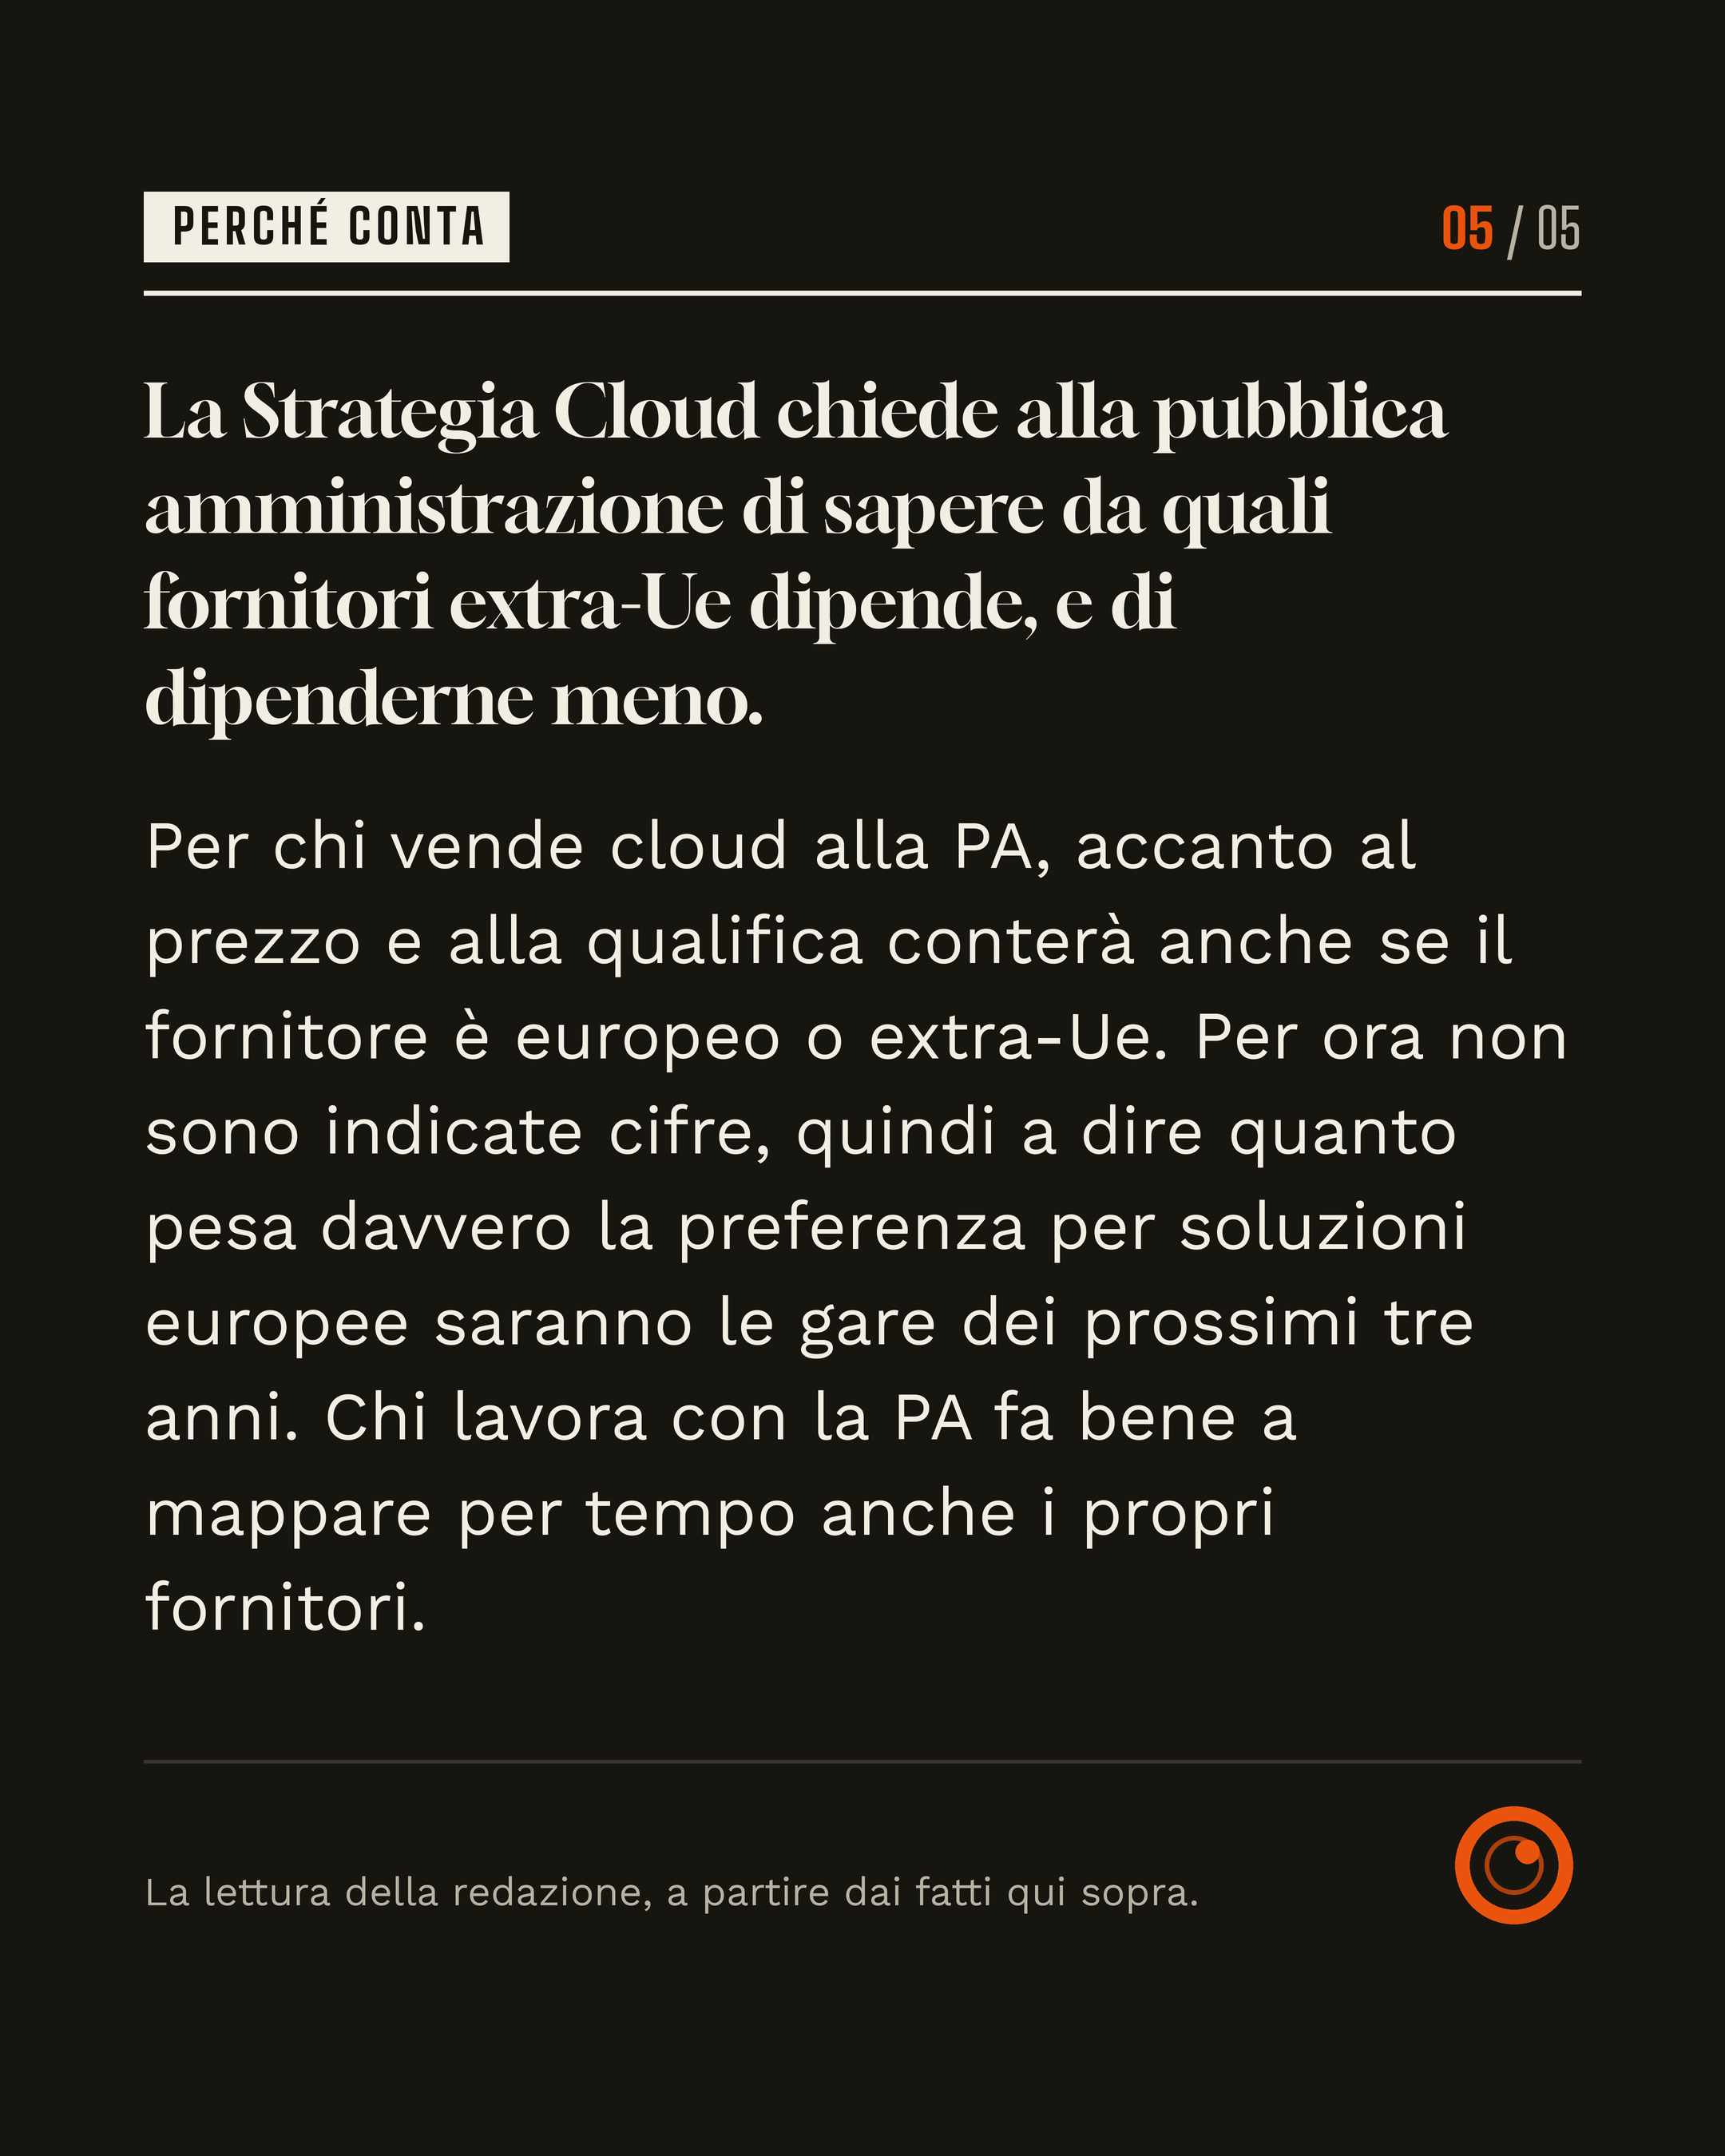 PERCHÉ CONTA
05 / 05
La Strategia Cloud chiede alla pubblica
amministrazione di sapere da quali
fornitori extra-Ue dipende, e di
dipenderne meno.
Per chi vende cloud alla PA, accanto al
prezzo e alla qualifica conterà anche se il
fornitore è europeo o extra-Ue. Per ora non
sono indicate cifre, quindi a dire quanto
pesa davvero la preferenza per soluzioni
europee saranno le gare dei prossimi tre
anni. Chi lavora con la PA fa bene a
mappare per tempo anche i propri
fornitori.
La lettura della redazione, a partire dai fatti qui sopra.